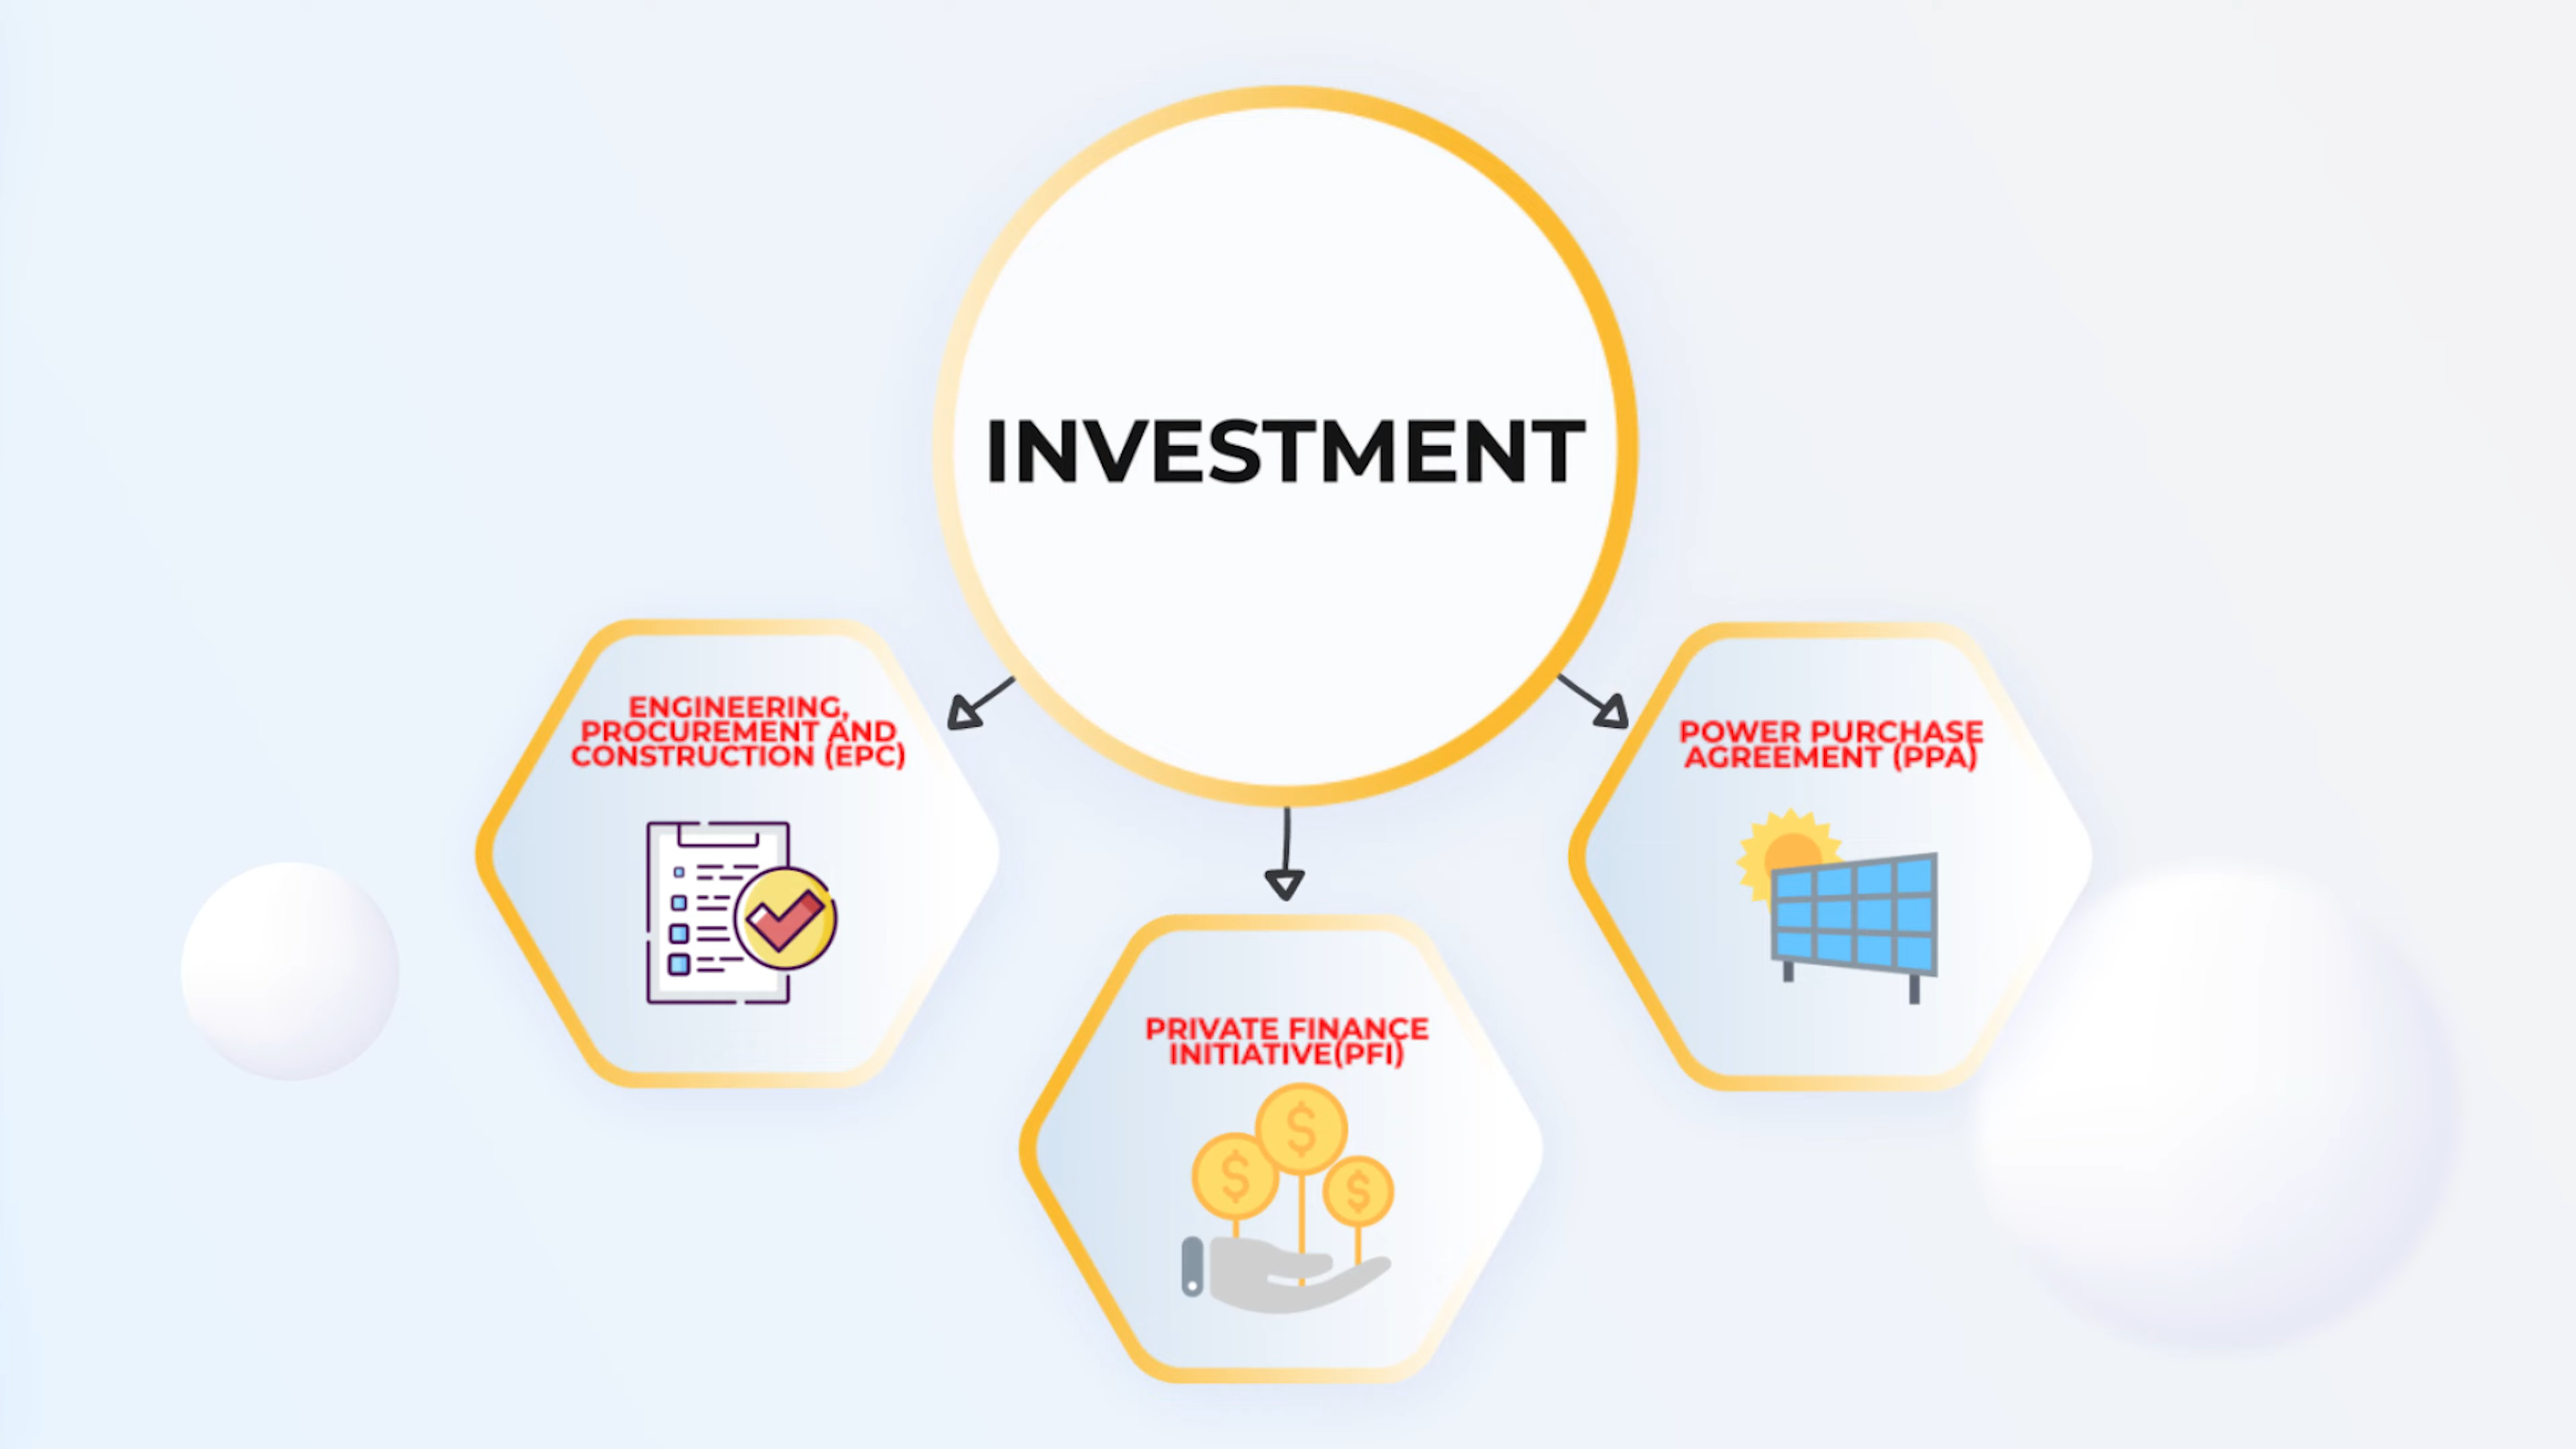 INVESTMENT
ENGINEERING,
PROCUREMENT AND
CONSTRUCTION (EPC)
POWER PURCHASE
AGREEMENT (PPA)
PRIVATE FINANCE
INITIATIVE(PFI)
$
$
$